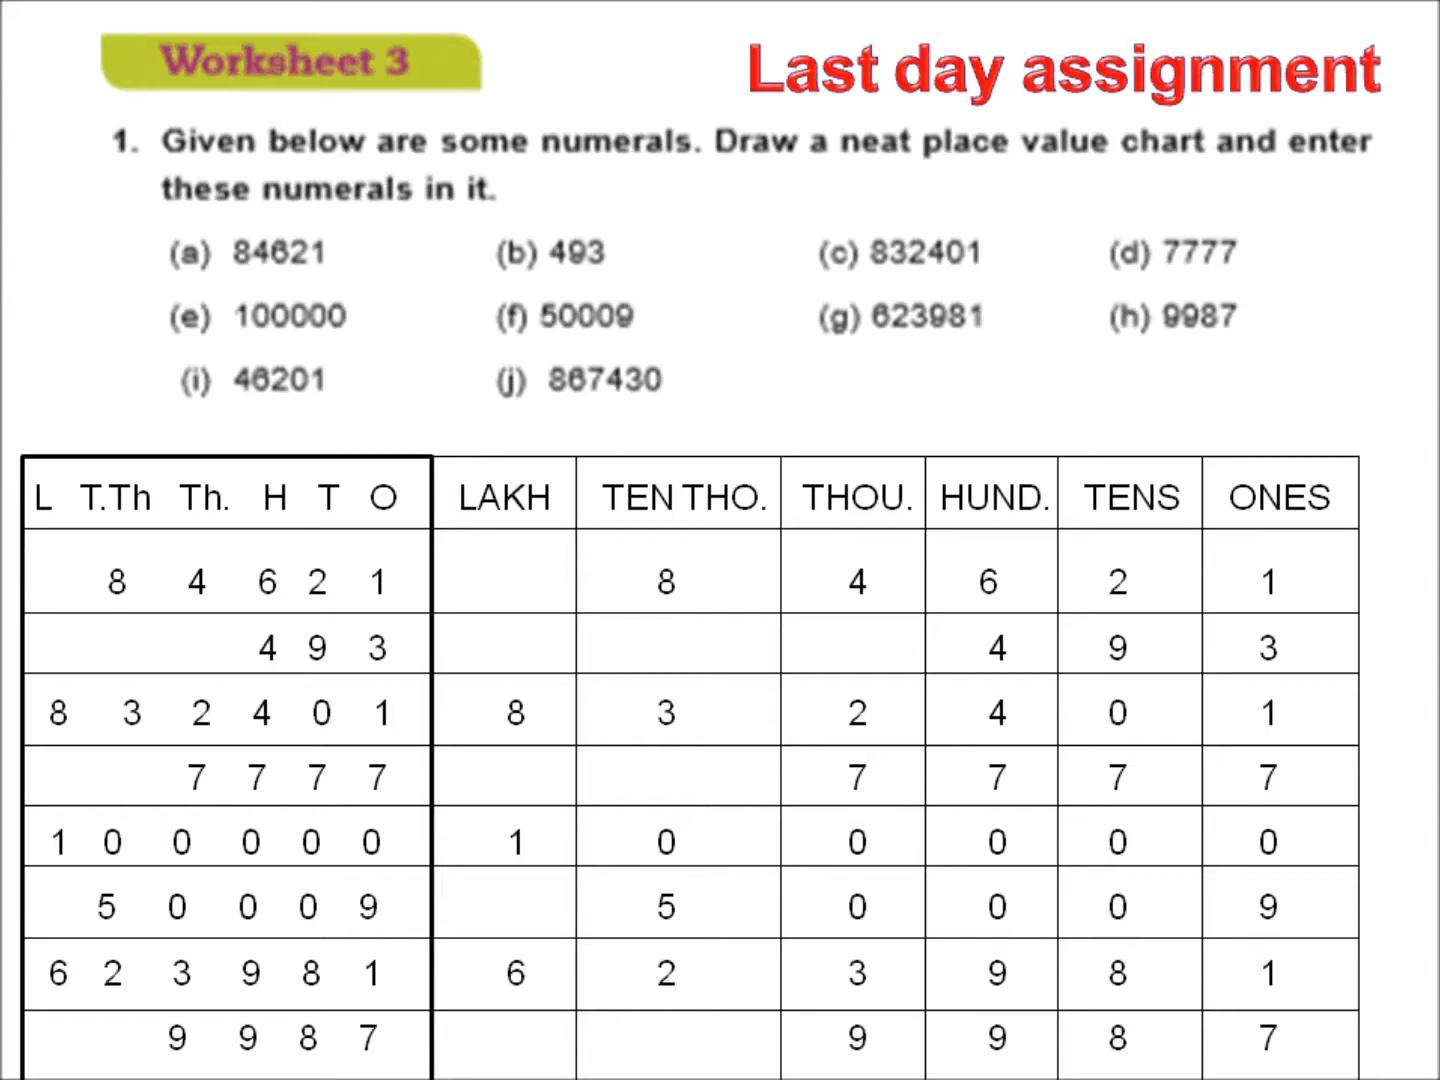 Worksheet 3
Last day assignment
1. Given below are some numerals. Draw a neat place value chart and enter
these numerals in it.
(a) 84621 (b) 493 (c) 832401 (d) 7777
(e) 100000 (f) 50009 (g) 623981 (h) 9987
(i) 46201 (j) 867430
L T.Th Th. H T O LAKH TEN THO. THOU. HUND. TENS ONES
8 4 6 2 1 8 4 6 2 1
4 9 3 4 9 3
8 3 2 4 0 1 8 3 2 4 0 1
7 7 7 7 7 7 7 7
1 0 0 0 0 0 1 0 0 0 0 0
5 0 0 0 9 5 0 0 0 9
6 2 3 9 8 1 6 2 3 9 8 1
9 9 8 7 9 9 8 7